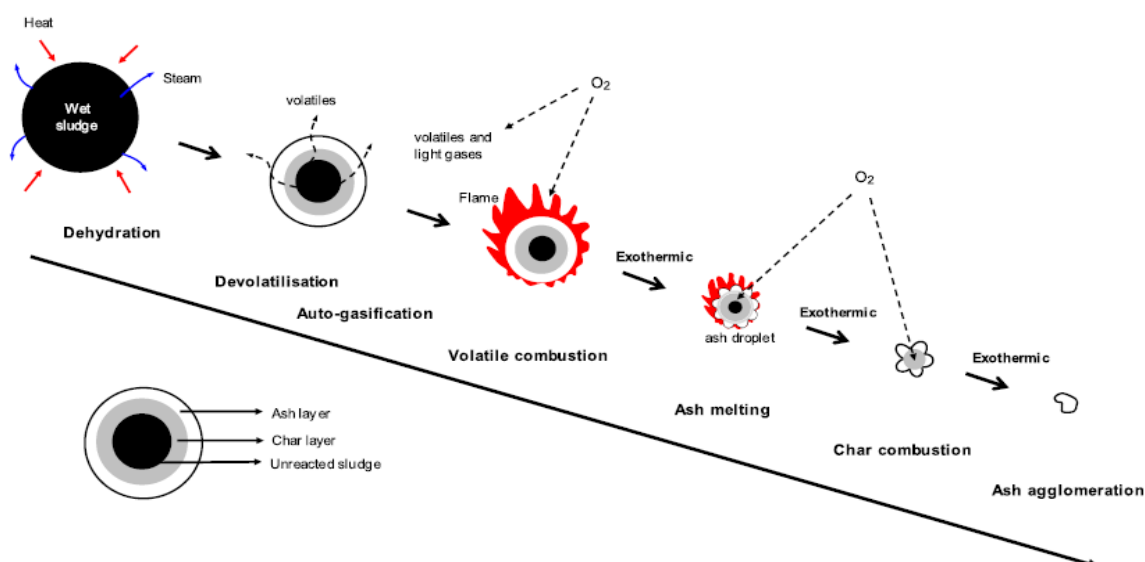 Heat
Steam
Wet
sludge
Dehydration
volatiles
Devolatilisation
Auto-gasification
O2
volatiles and
light gases
Flame
Volatile combustion
Exothermic
O2
ash droplet
Ash melting
Exothermic
Char combustion
Exothermic
Ash agglomeration
Ash layer
Char layer
Unreacted sludge